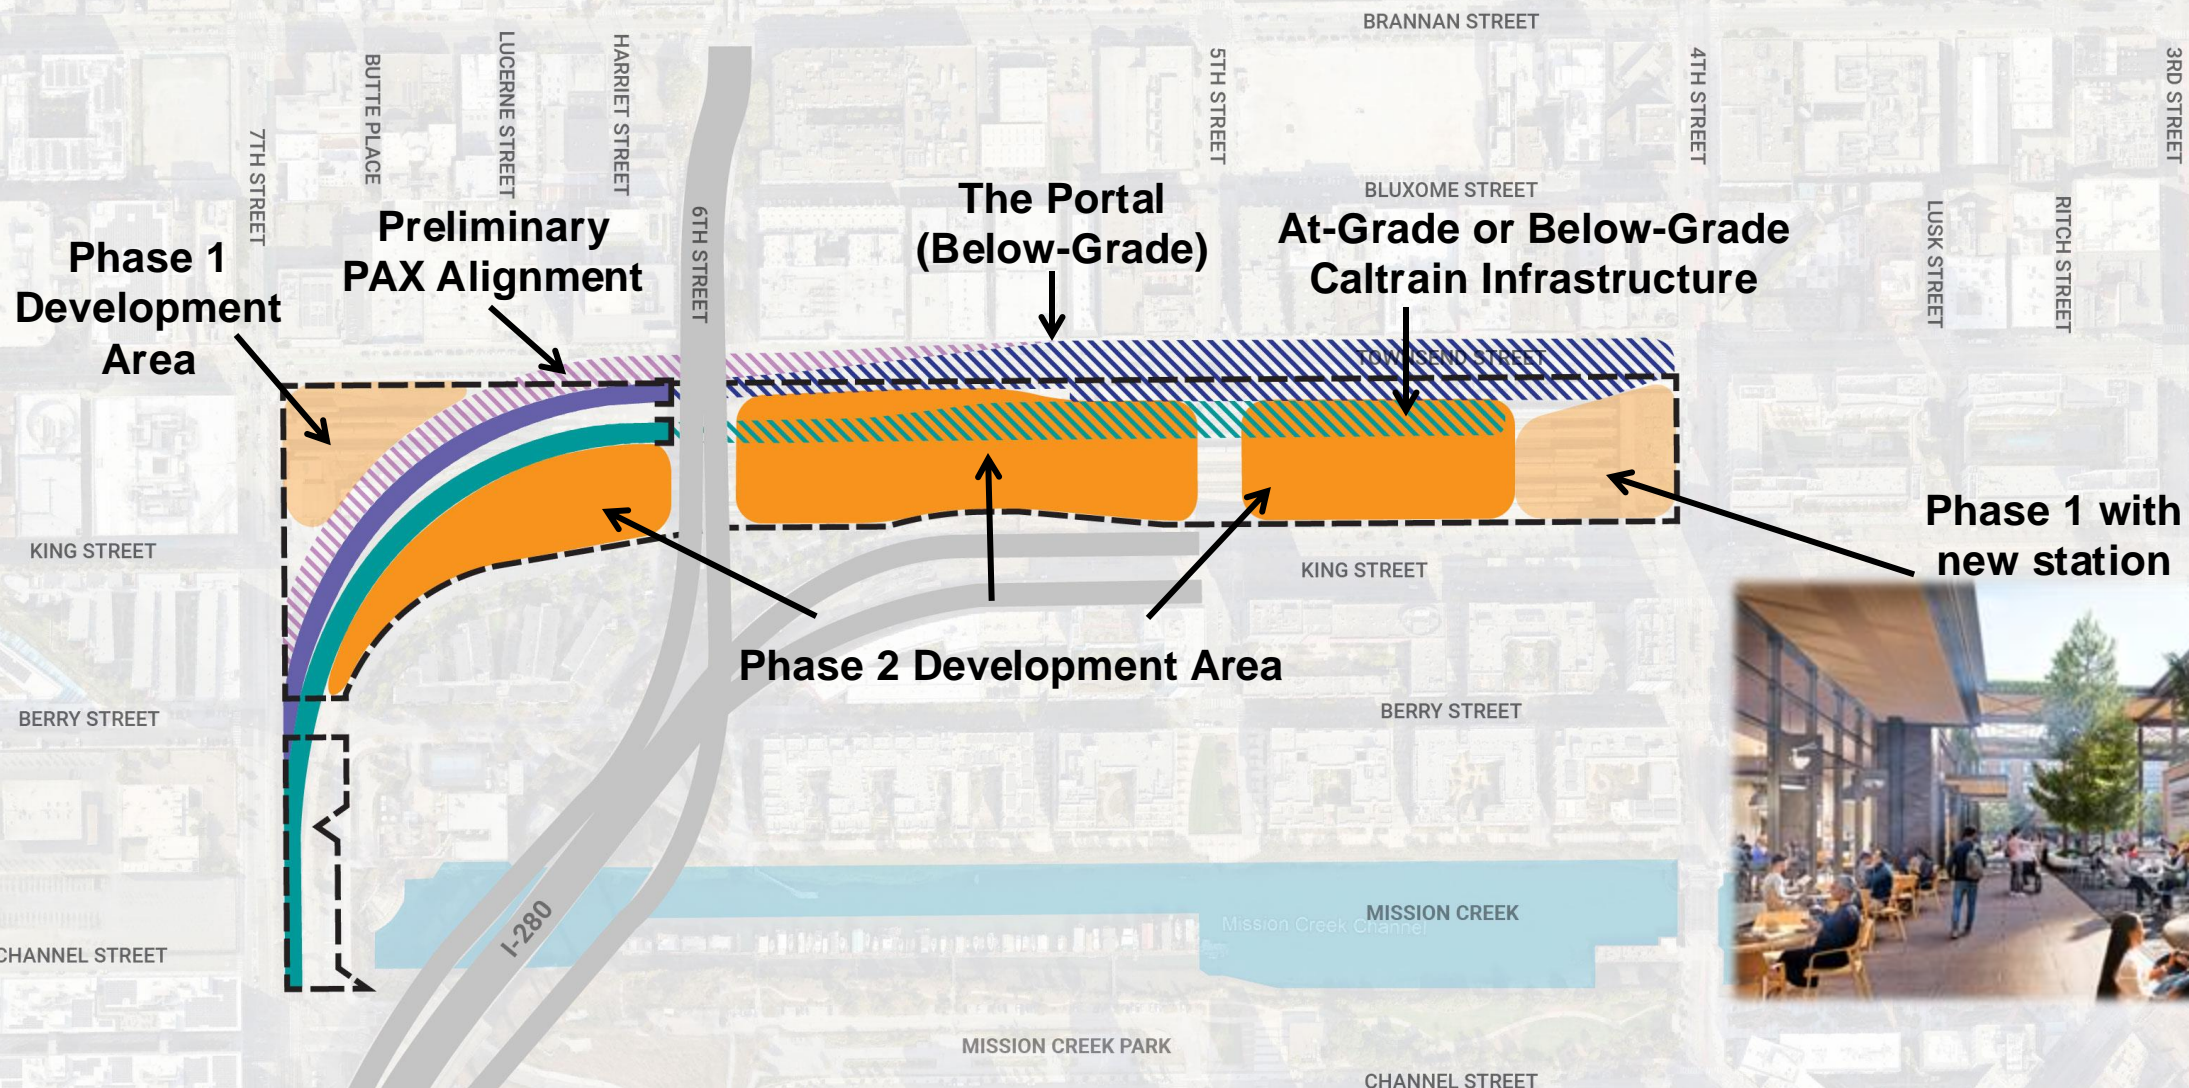 BRANNAN STREET
BUTTE PLACE
LUCERNE STREET
HARRIET STREET
5TH STREET
4TH STREET
3RD STREET
7TH STREET
6TH STREET
BLUXOME STREET
LUSK STREET
RITCH STREET
Phase 1
Development
Area
Preliminary
PAX Alignment
The Portal
(Below-Grade)
At-Grade or Below-Grade
Caltrain Infrastructure
TOWNSEND STREET
KING STREET
KING STREET
Phase 1 with
new station
Phase 2 Development Area
BERRY STREET
BERRY STREET
I-280
MISSION CREEK
Mission Creek Channel
CHANNEL STREET
MISSION CREEK PARK
CHANNEL STREET